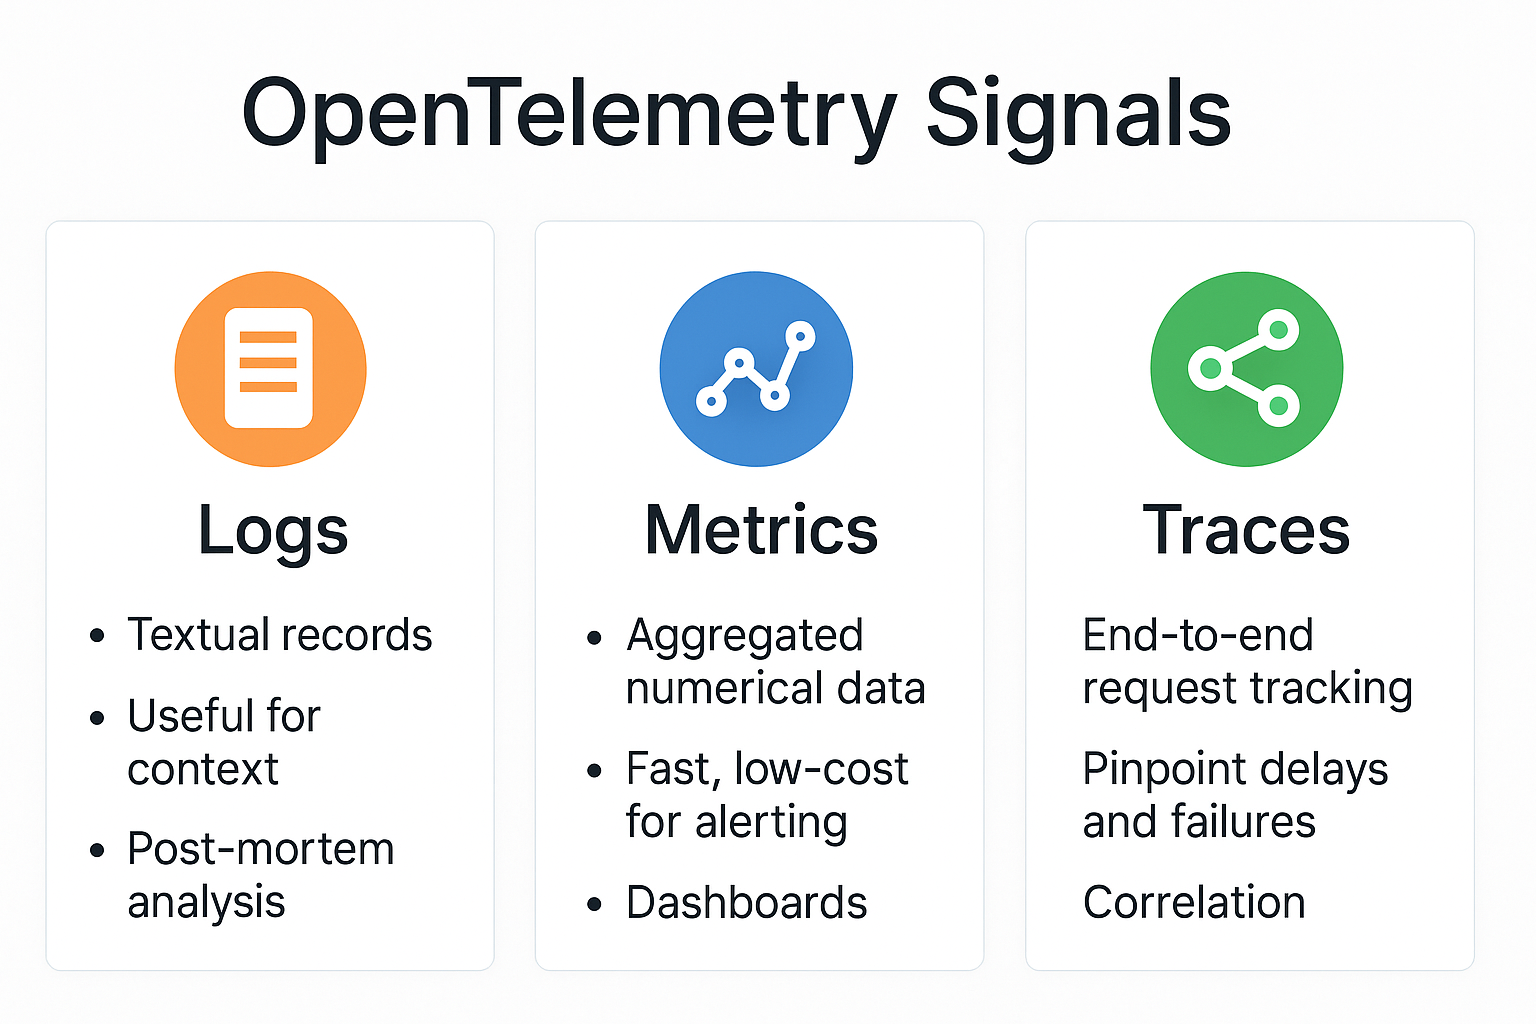 OpenTelemetry Signals
Logs
• Textual records
• Useful for
context
• Post-mortem
analysis
Metrics
• Aggregated
numerical data
• Fast, low-cost
for alerting
• Dashboards
Traces
End-to-end
request tracking
Pinpoint delays
and failures
Correlation